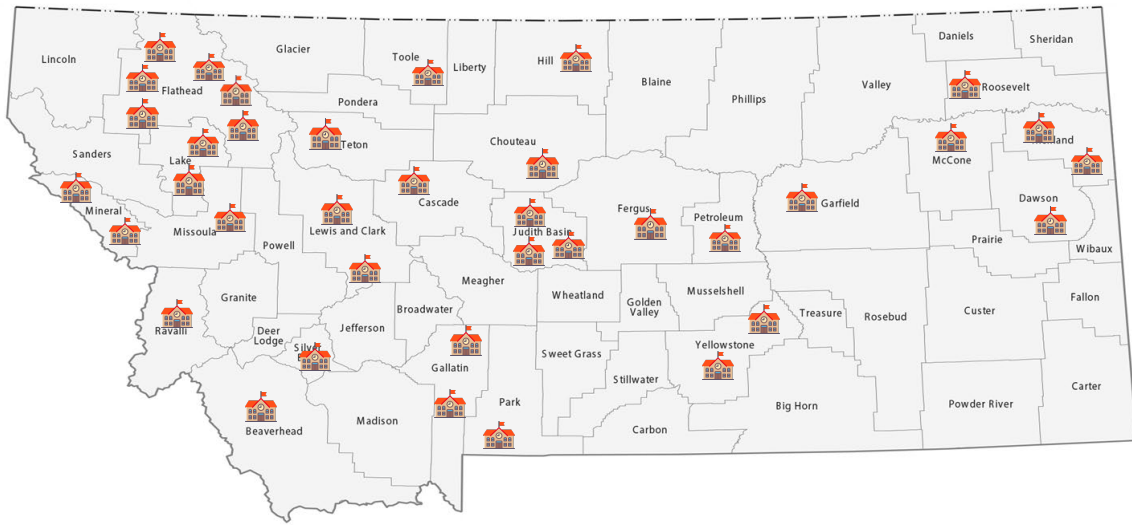 Daniels
Sheridan
Glacier
Lincoln
Toole
Liberty
Hill
Blaine
Valley
Roosevelt
Flathead
Phillips
Pondera
Teton
Chouteau
Sanders
Lake
McCone
Cascade
Garfield
Dawson
Mineral
Missoula
Lewis and Clark
Judith Basin
Fergus
Petroleum
Powell
Prairie
Wibaux
Meagher
Granite
Wheatland
Musselshell
Fallon
Broadwater
Golden
Valley
Treasure
Rosebud
Custer
Ravalli
Jefferson
Deer
Lodge
Silver
Yellowstone
Sweet Grass
Gallatin
Stillwater
Carter
Park
Big Horn
Powder River
Madison
Beaverhead
Carbon